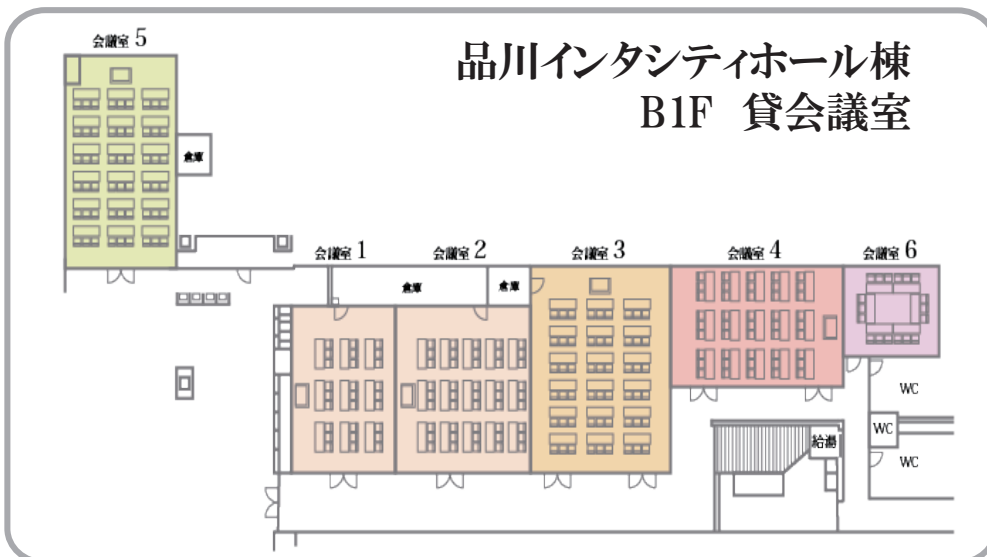 品川インタシティホール棟
B1F 貸会議室
会議室 5
倉庫
会議室 1
会議室 2
会議室 3
会議室 4
会議室 6
倉庫
倉庫
WC
給湯
WC
WC